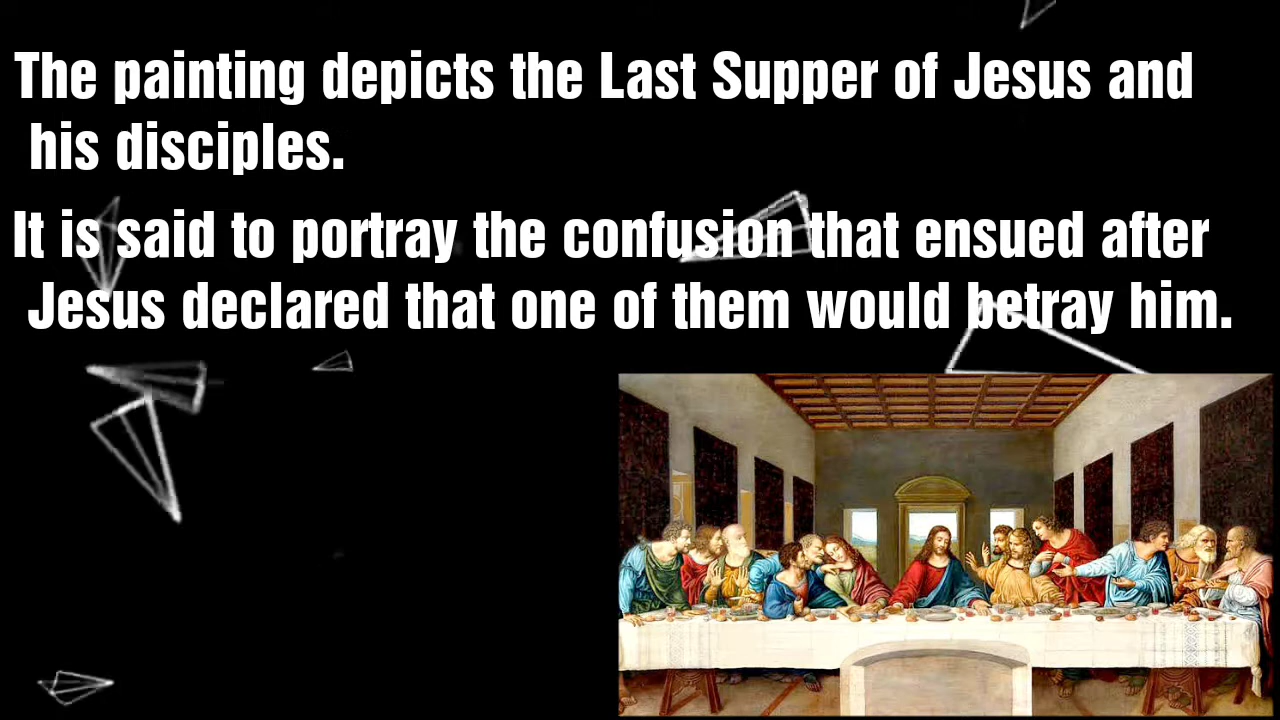 The painting depicts the Last Supper of Jesus and
his disciples.
It is said to portray the confusion that ensued after
Jesus declared that one of them would betray him.